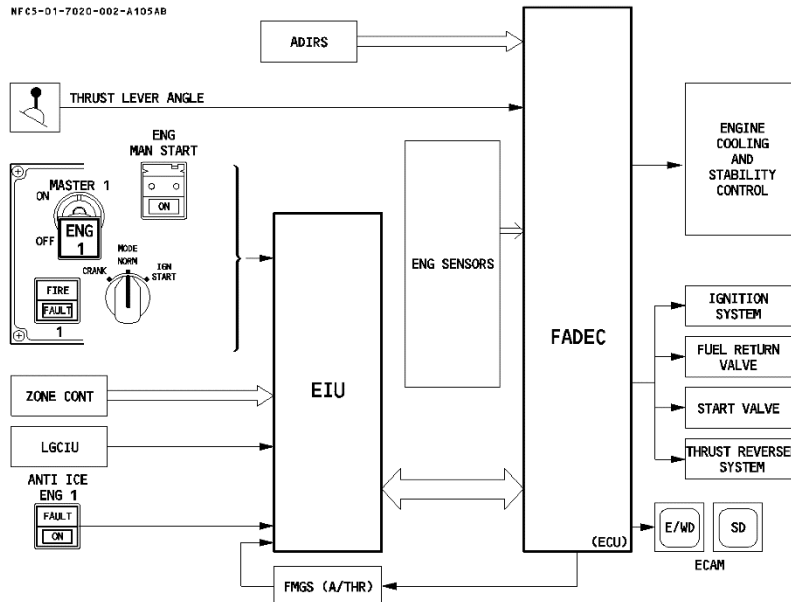 NFC5-01-7020-002-A105AB
ADIRS
THRUST LEVER ANGLE
ENG
MAN START
ON
MASTER 1
ON
OFF
ENG
1
MODE
NORM
CRANK
IGN
START
FIRE
FAULT
1
ENG SENSORS
EIU
FADEC
(ECU)
ENGINE
COOLING
AND
STABILITY
CONTROL
IGNITION
SYSTEM
FUEL RETURN
VALVE
START VALVE
THRUST REVERSER
SYSTEM
ZONE CONT
LGCIU
ANTI ICE
ENG 1
FAULT
ON
FMGS (A/THR)
E/WD
SD
ECAM